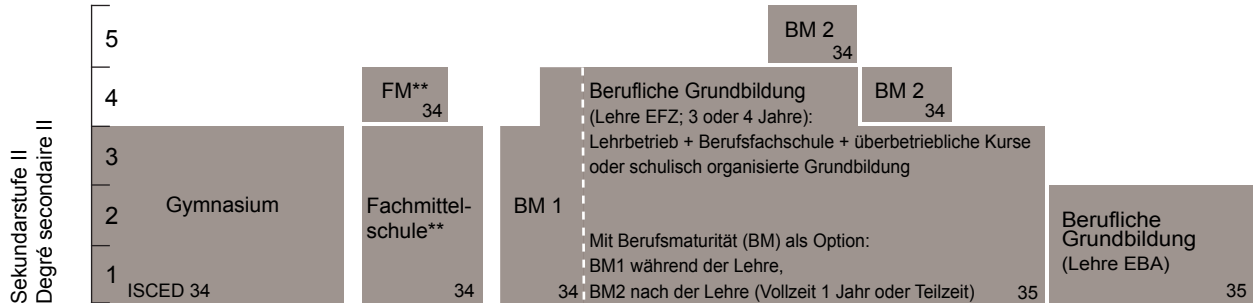 Sekundarstufe II
Degré secondaire II
5
4
3
2
1
Gymnasium
ISCED 34
FM**
34
Fachmittel-
schule**
34
BM 1
34
Berufliche Grundbildung
(Lehre EFZ; 3 oder 4 Jahre):
Lehrbetrieb + Berufsfachschule + überbetriebliche Kurse
oder schulisch organisierte Grundbildung
Mit Berufsmaturität (BM) als Option:
BM1 während der Lehre,
BM2 nach der Lehre (Vollzeit 1 Jahr oder Teilzeit)
35
BM 2
34
BM 2
34
Berufliche
Grundbildung
(Lehre EBA)
35